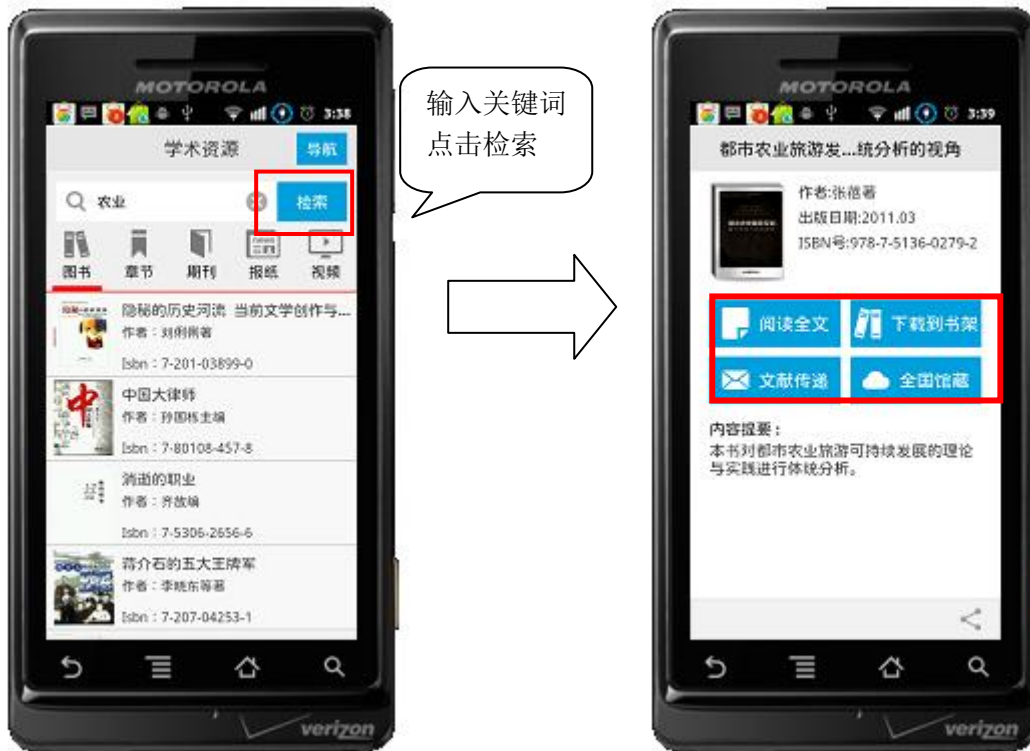 MOTOROLA
3:38
学术资源
导航
农业
检索
图书
章节
期刊
报纸
视频
隐秘的历史河流 当前文学创作与...
作者：刘俐俐著
Isbn：7-201-03899-0
中国大律师
作者：孙国栋主编
Isbn：7-80108-457-8
消逝的职业
作者：齐放编
Isbn：7-5306-2656-6
蒋介石的五大王牌军
作者：李晓东等著
Isbn：7-207-04253-1
verizon
输入关键词
点击检索
MOTOROLA
3:39
都市农业旅游发...统分析的视角
作者:张蓓著
出版日期:2011.03
ISBN号:978-7-5136-0279-2
阅读全文
下载到书架
文献传递
全国馆藏
内容提要：
本书对都市农业旅游可持续发展的理论
与实践进行体统分析。
verizon